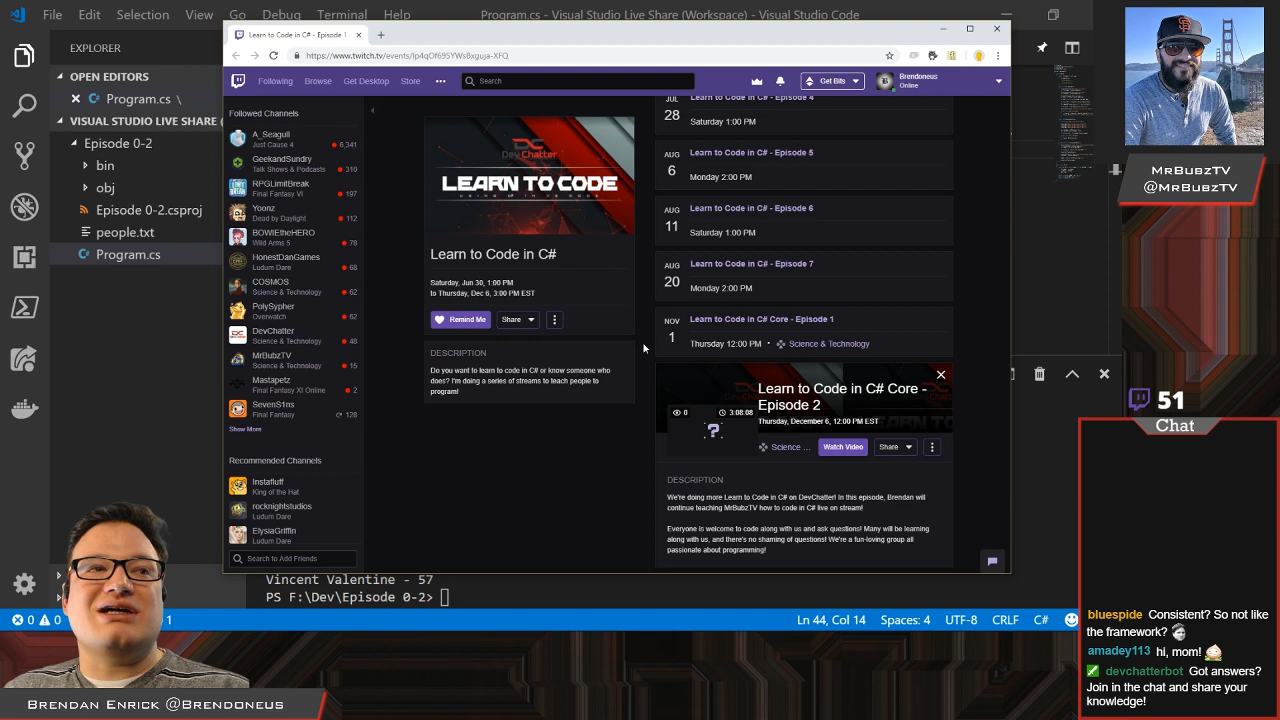 File Edit Selection View Go Debug Terminal Help
Program.cs - Visual Studio Live Share (Workspace) - Visual Studio Code
EXPLORER
OPEN EDITORS
Program.cs \
VISUAL STUDIO LIVE SHARE (
Episode 0-2
bin
obj
Episode 0-2.csproj
people.txt
Program.cs
Learn to Code in C# - Episode 1
https://www.twitch.tv/events/
Following Browse Get Desktop Store Search
Get Bits
Brendoneus
Online
Followed Channels
A_Seagull
Just Cause 4 6,341
GeekandSundry
Talk Shows & Podcasts 310
RPGLimitBreak
Final Fantasy VI 197
Yoonz
Dead by Daylight 112
BOWIEtheHERO
Wild Arms 5 78
HonestDanGames
Ludum Dare 68
COSMOS
Science & Technology 62
PolySypher
Overwatch 62
DevChatter
Science & Technology 48
MrBubzTV
Science & Technology 15
Mastapetz
Final Fantasy XI Online 2
SevenS1ns
Final Fantasy 128
Show More
Recommended Channels
Instafluff
King of the Hat
rocknightstudios
Ludum Dare
ElysiaGriffin
Ludum Dare
Search to Add Friends
DC
DevChatter
LEARN TO CODE
Learn to Code in C#
Saturday, Jun 30, 1:00 PM
to Thursday, Dec 6, 3:00 PM EST
Remind Me Share
DESCRIPTION
Do you want to learn to code in C# or know someone who
does? I'm doing a series of streams to teach people to
program!
JUL
28
Learn to Code in C# - Episode 4
Saturday 1:00 PM
AUG
6
Learn to Code in C# - Episode 5
Monday 2:00 PM
AUG
11
Learn to Code in C# - Episode 6
Saturday 1:00 PM
AUG
20
Learn to Code in C# - Episode 7
Monday 2:00 PM
NOV
1
Learn to Code in C# Core - Episode 1
Thursday 12:00 PM • Science & Technology
Learn to Code in C# Core -
Episode 2
Thursday, December 6, 12:00 PM EST
0 3:08:08
?
Science ... Watch Video Share
DESCRIPTION
We're doing more Learn to Code in C# on DevChatter! In this episode, Brendan will
continue teaching MrBubzTV how to code in C# live on stream!
Everyone is welcome to code along with us and ask questions! Many will be learning
along with us, and there's no shaming of questions! We're a fun-loving group all
passionate about programming!
Vincent Valentine - 57
PS F:\Dev\Episode 0-2>
0 0 1
Ln 44, Col 14 Spaces: 4 UTF-8 CRLF C#
MrBubzTV
@MrBubzTV
51
Chat
bluespide Consistent? So not like
the framework?
amadey113 hi, mom!
devchatterbot Got answers?
Join in the chat and share your
knowledge!
Brendan Enrick @Brendoneus